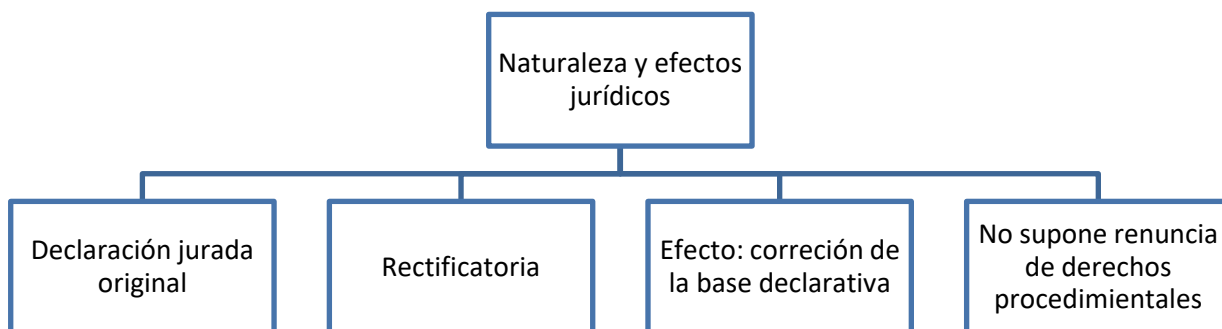 Naturaleza y efectos
jurídicos
Declaración jurada
original
Rectificatoria
Efecto: correción de
la base declarativa
No supone renuncia
de derechos
procedimientales